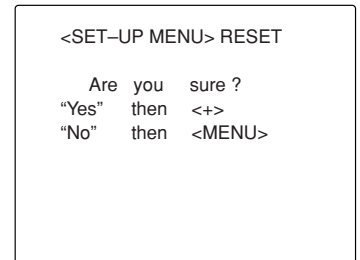 <SET–UP MENU> RESET
Are you sure ?
“Yes” then <+>
“No” then <MENU>